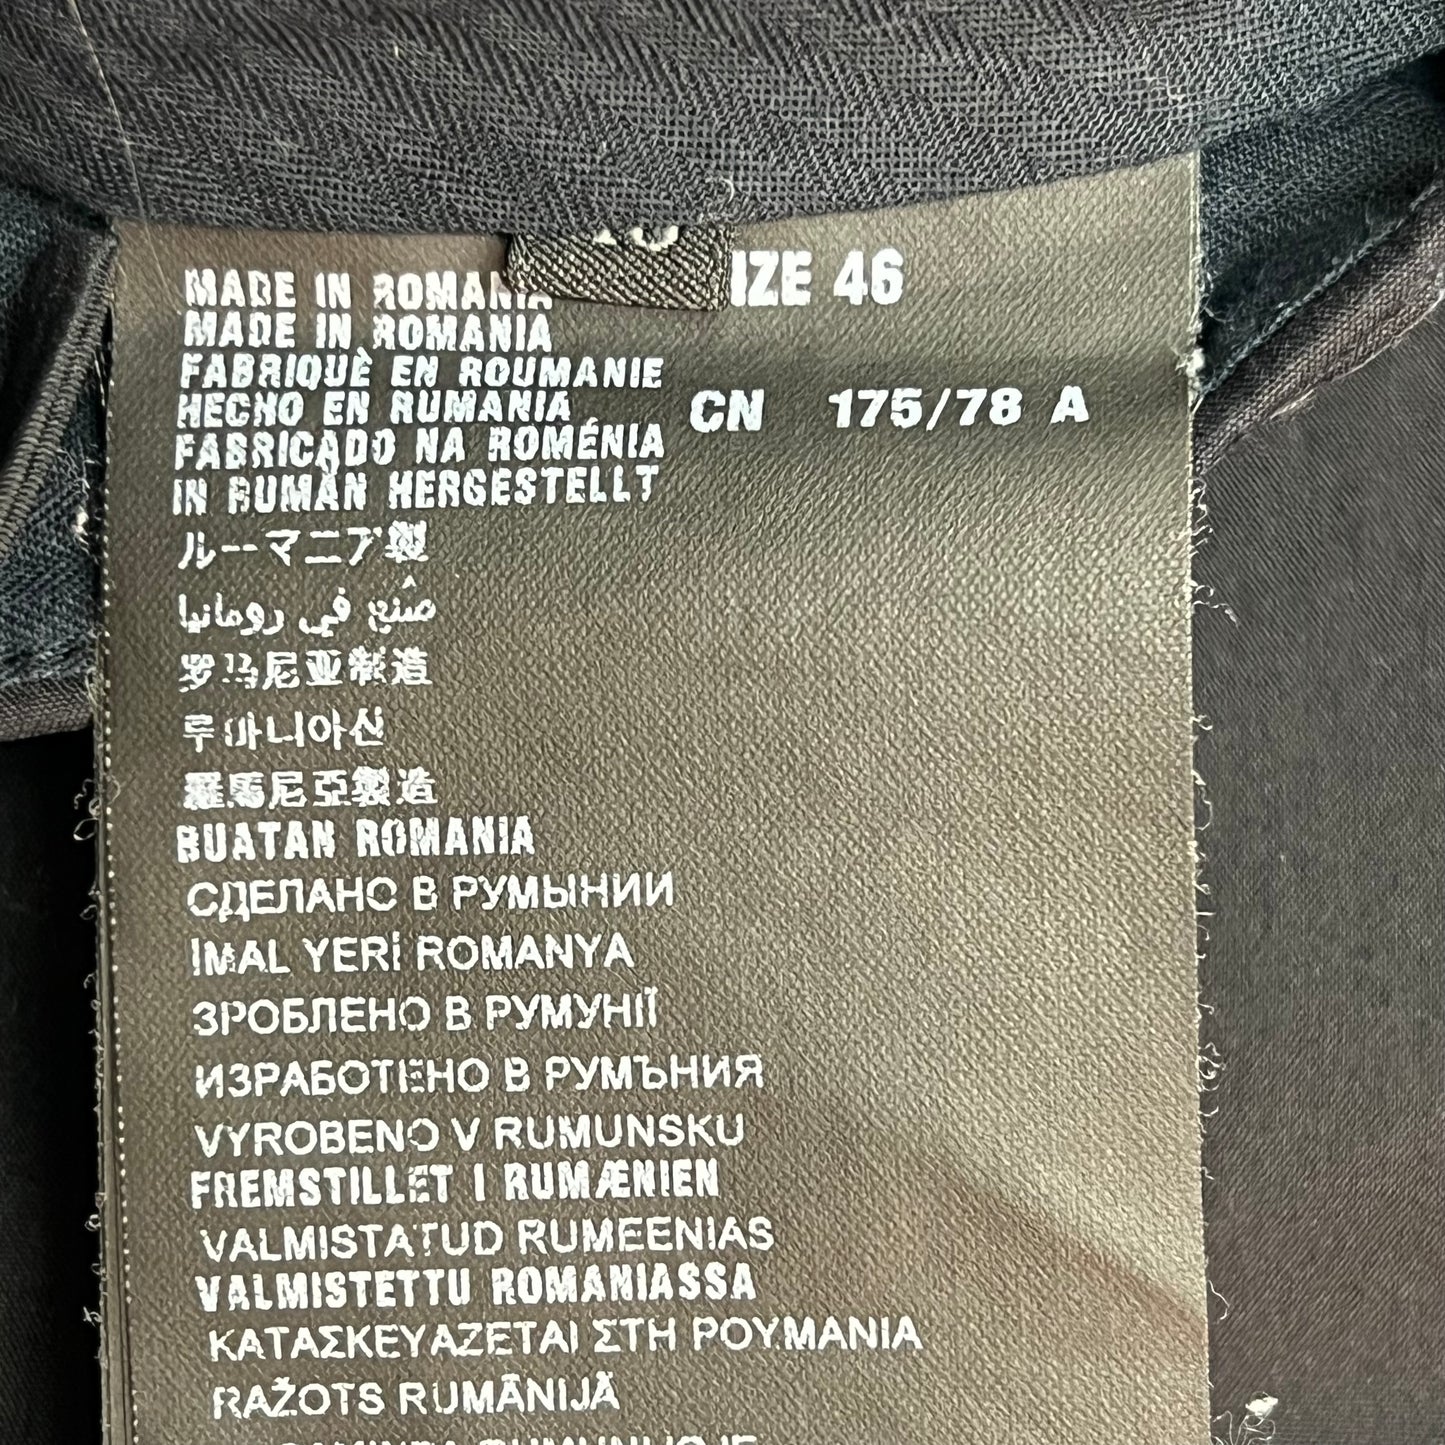 MADE IN ROMANIA
IZE 46
MADE IN ROMANIA
FABRIQUÈ EN ROUMANIE
HECHO EN RUMANIA
CN 175/78 A
FABRICADO NA ROMÉNIA
IN RUMÄN HERGESTELLT
ルーマニア製
صنع في رومانيا
罗马尼亚制造
루마니아산
羅馬尼亞製造
BUATAN ROMANIA
СДЕЛАНО В РУМЫНИИ
İMAL YERİ ROMANYA
ЗРОБЛЕНО В РУМУНІЇ
ИЗРАБОТЕНО В РУМЪНИЯ
VYROBENO V RUMUNSKU
FREMSTILLET I RUMÆNIEN
VALMISTATUD RUMEENIAS
VALMISTETTU ROMANIASSA
ΚΑΤΑΣΚΕΥΑΖΕΤΑΙ ΣΤΗ ΡΟΥΜΑΝΙΑ
RAŽOTS RUMĀNIJĀ